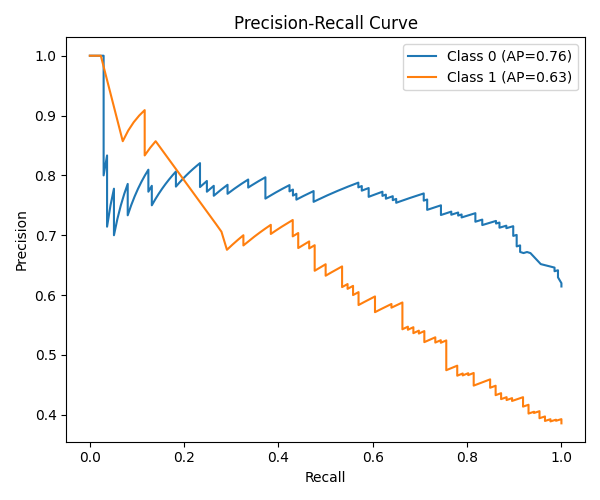 Precision-Recall Curve
Class 0 (AP=0.76)
Class 1 (AP=0.63)
Precision
1.0
0.9
0.8
0.7
0.6
0.5
0.4
0.0 0.2 0.4 0.6 0.8 1.0
Recall